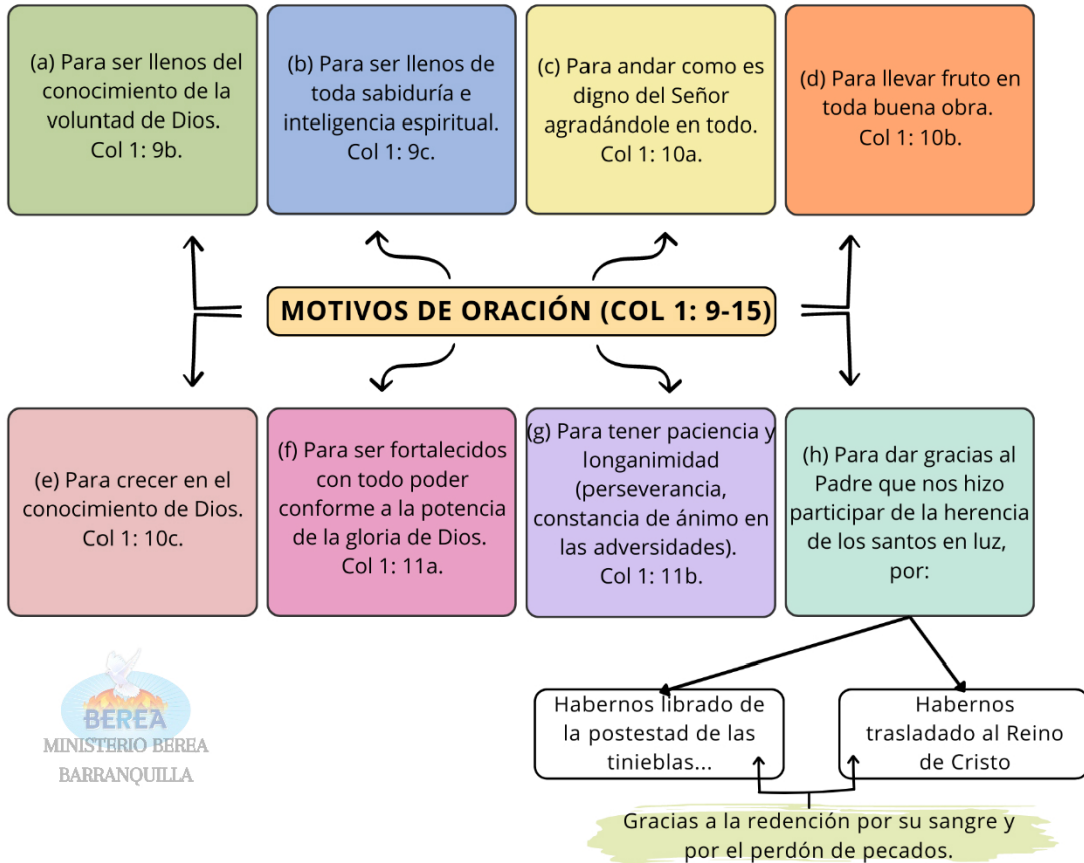 (a) Para ser llenos del
conocimiento de la
voluntad de Dios.
Col 1: 9b.
(b) Para ser llenos de
toda sabiduría e
inteligencia espiritual.
Col 1: 9c.
(c) Para andar como es
digno del Señor
agradándole en todo.
Col 1: 10a.
(d) Para llevar fruto en
toda buena obra.
Col 1: 10b.
MOTIVOS DE ORACIÓN (COL 1: 9-15)
(e) Para crecer en el
conocimiento de Dios.
Col 1: 10c.
(f) Para ser fortalecidos
con todo poder
conforme a la potencia
de la gloria de Dios.
Col 1: 11a.
(g) Para tener paciencia y
longanimidad
(perseverancia,
constancia de ánimo en
las adversidades).
Col 1: 11b.
(h) Para dar gracias al
Padre que nos hizo
participar de la herencia
de los santos en luz,
por:
BEREA
MINISTERIO BEREA
BARRANQUILLA
Habernos librado de
la postestad de las
tinieblas...
Habernos
trasladado al Reino
de Cristo
Gracias a la redención por su sangre y
por el perdón de pecados.